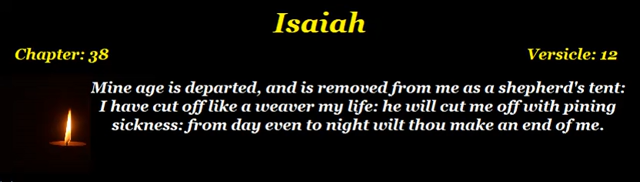 Isaiah
Chapter: 38
Versicle: 12
Mine age is departed, and is removed from me as a shepherd's tent:
I have cut off like a weaver my life: he will cut me off with pining
sickness: from day even to night wilt thou make an end of me.